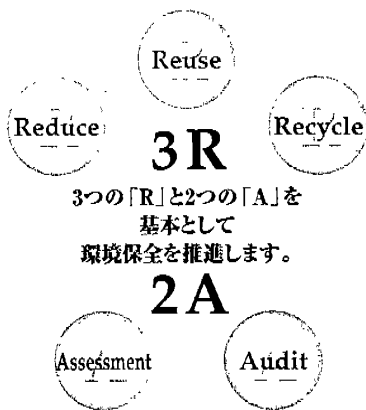 Reuse
Reduce
Recycle
3R
3つの「R」と2つの「A」を
基本として
環境保全を推進します。
2A
Assessment
Audit